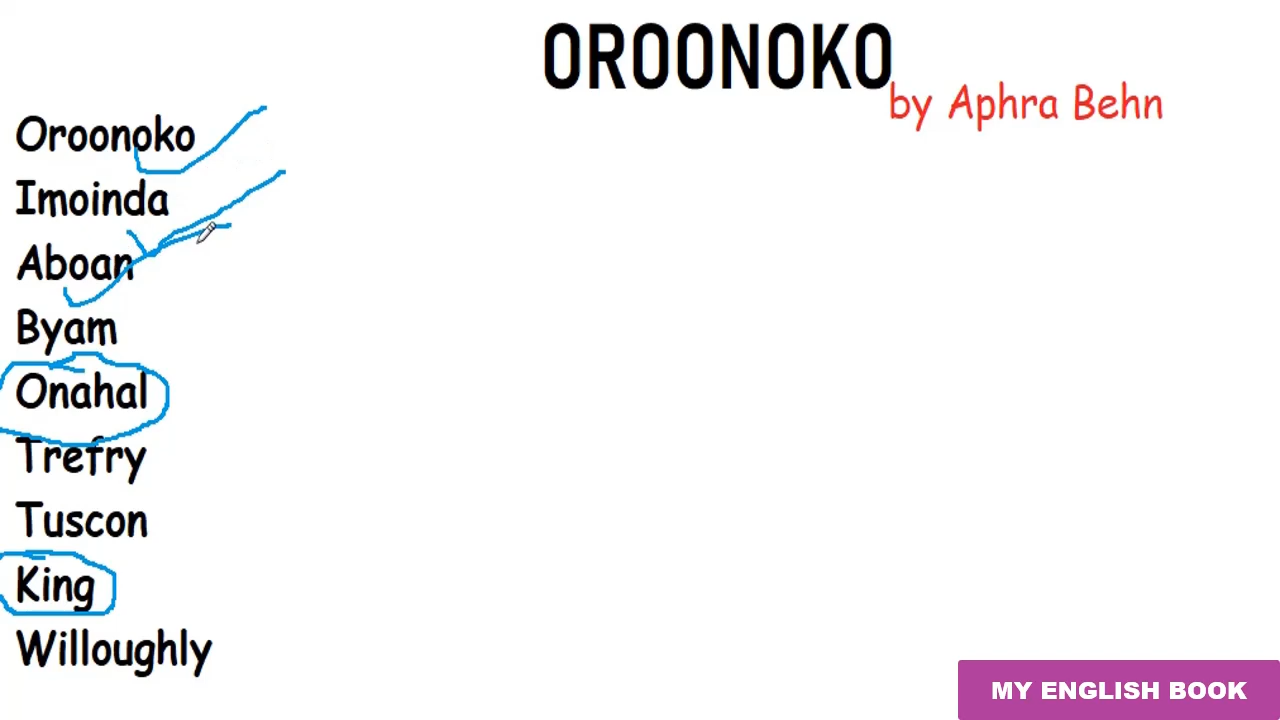 OROONOKO
by Aphra Behn
Oroonoko
Imoinda
Aboan
Byam
Onahal
Trefry
Tuscon
King
Willoughly
MY ENGLISH BOOK